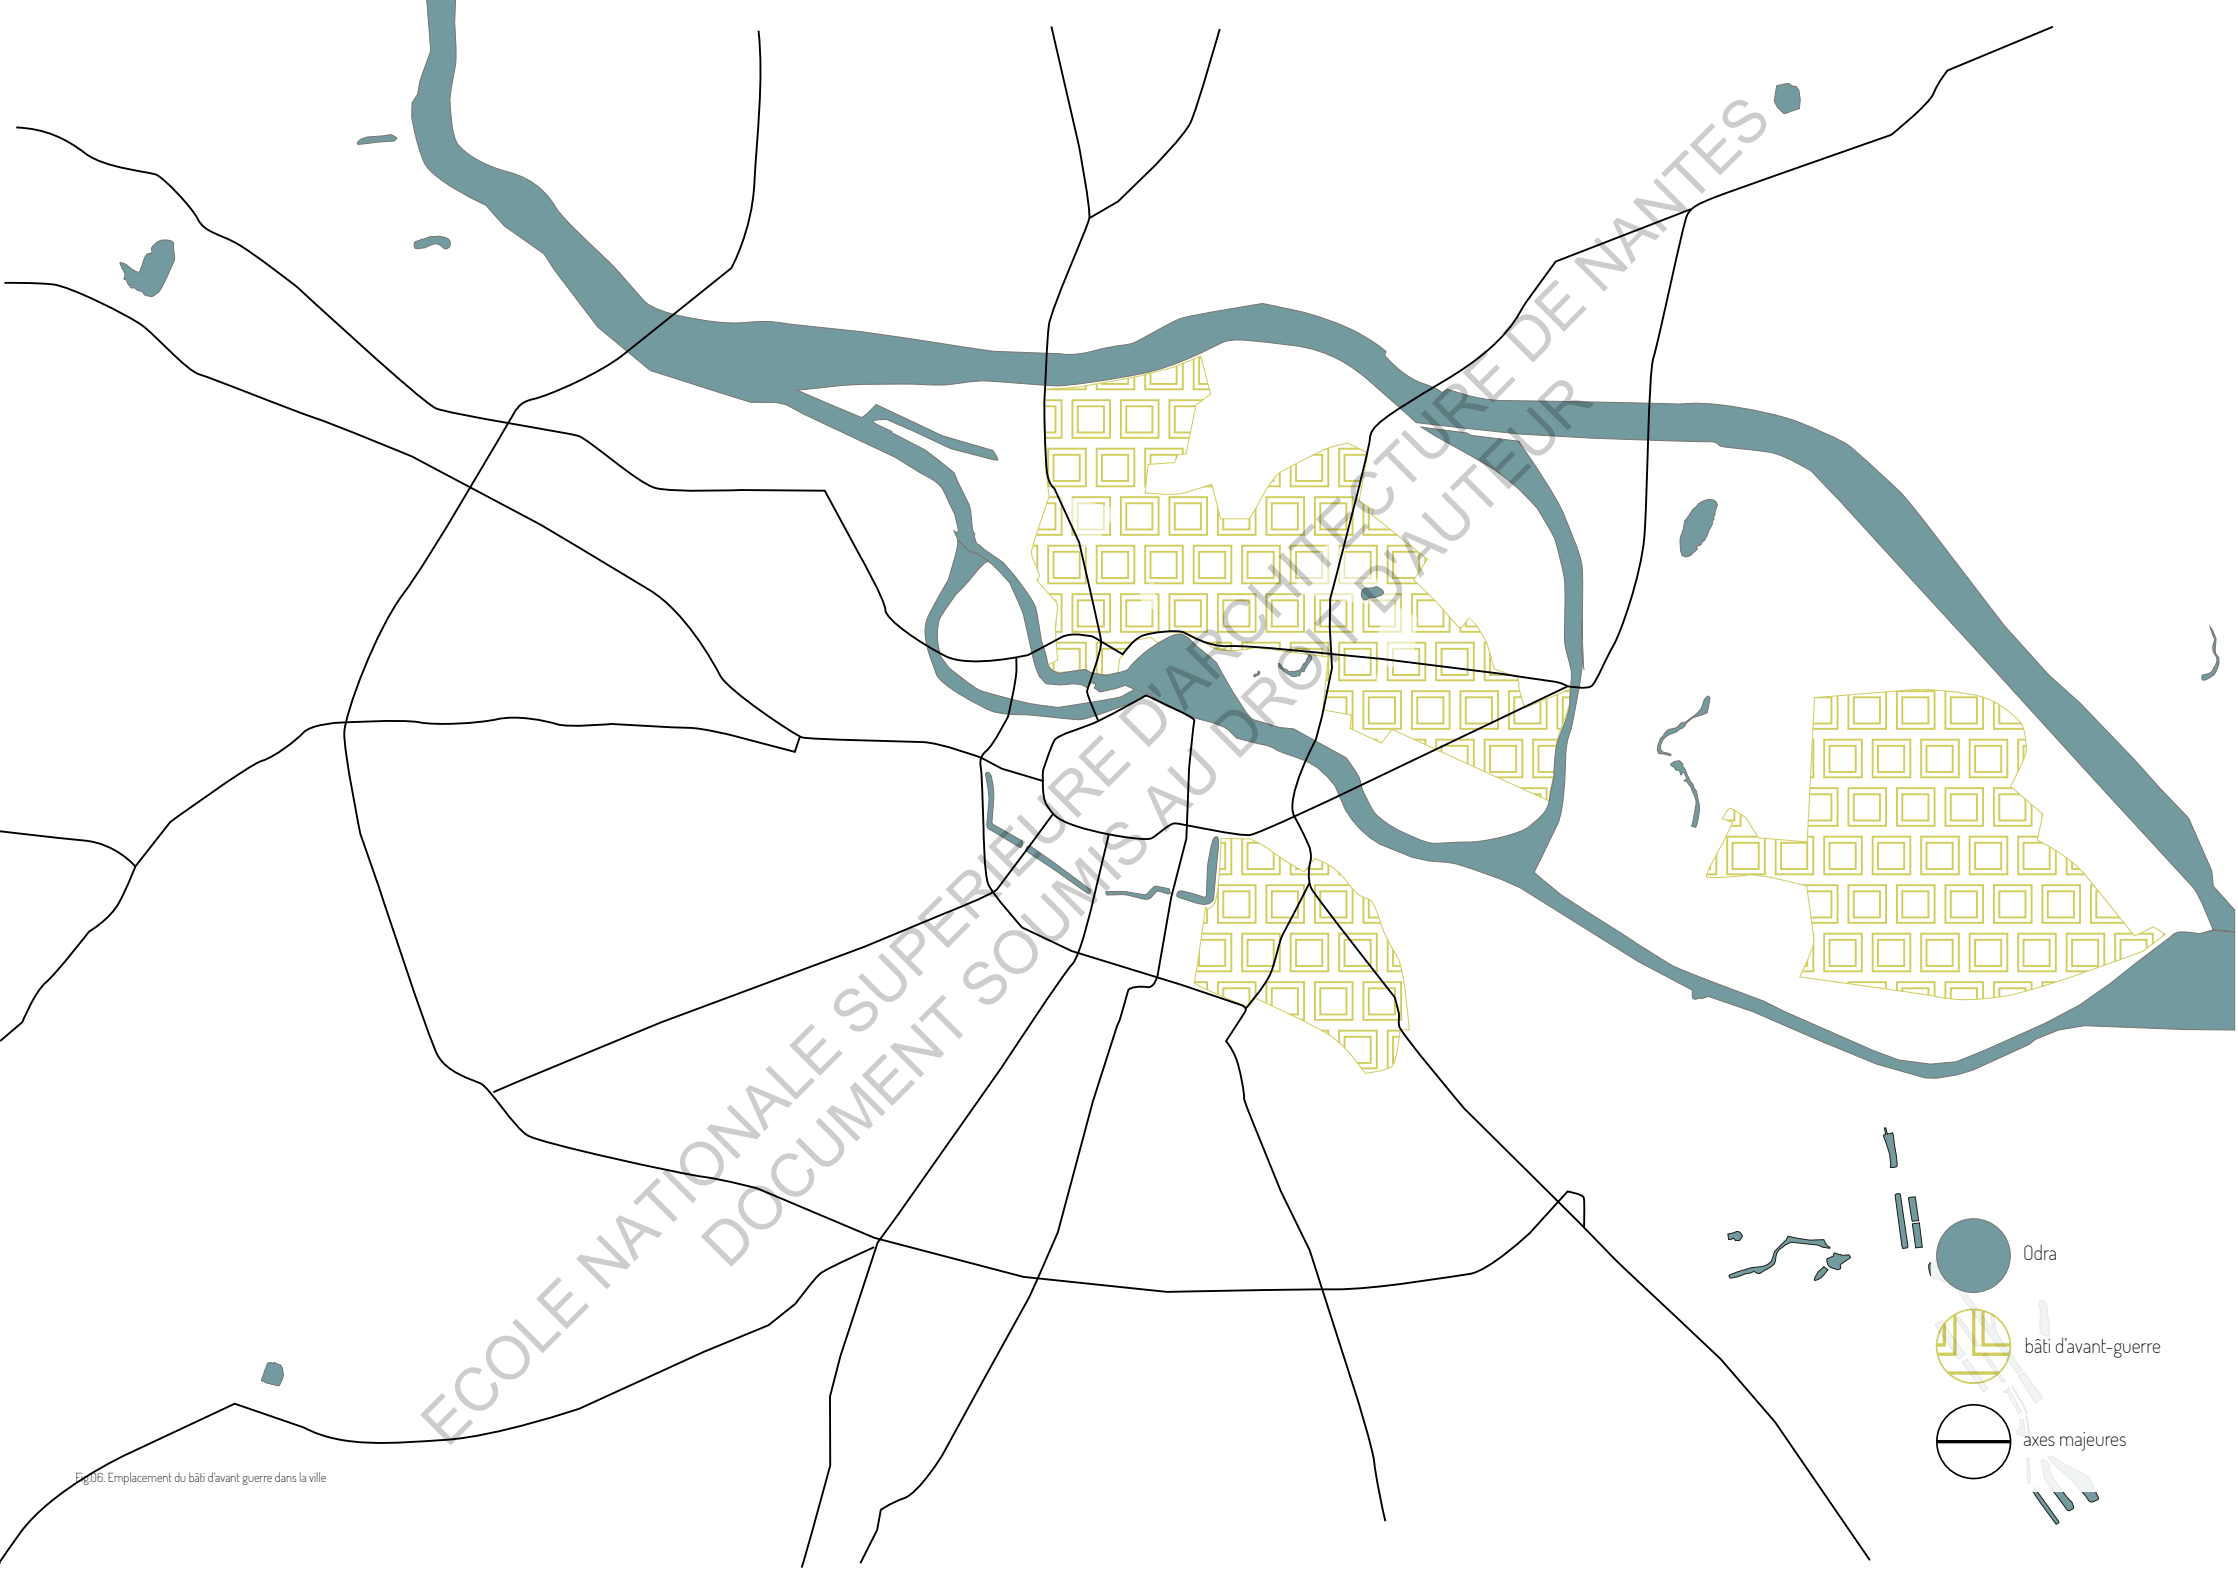 ECOLE NATIONALE SUPERIEURE D'ARCHITECTURE DE NANTES
DOCUMENT SOUMIS AU DROIT D'AUTEUR
Odra
bâti d'avant-guerre
axes majeures
Fig.06. Emplacement du bâti d'avant guerre dans la ville